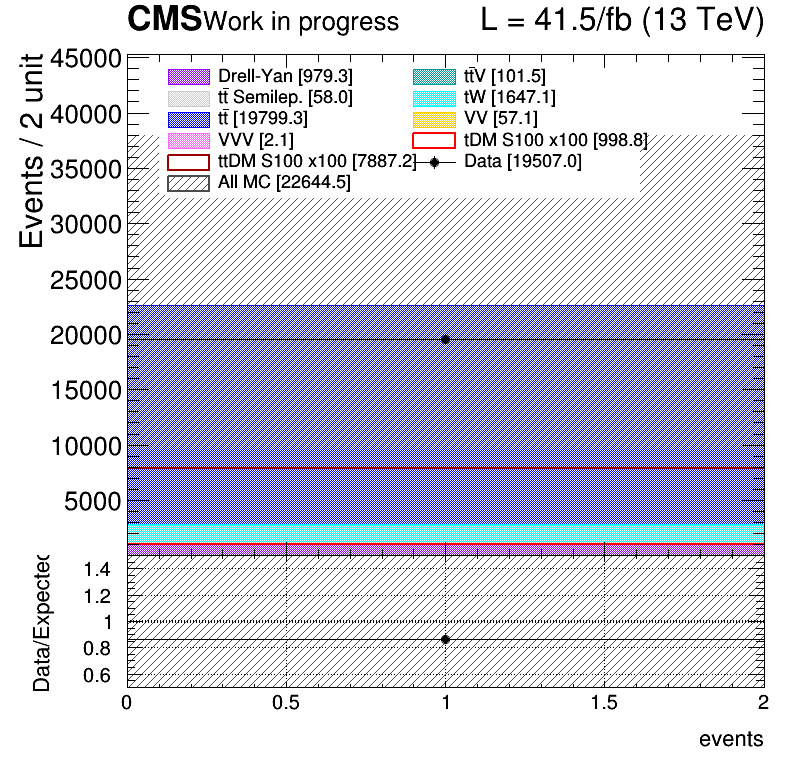 CMS Work in progress L = 41.5/fb (13 TeV)
Events / 2 unit
45000
40000
35000
30000
25000
20000
15000
10000
5000
Drell-Yan [979.3]
tt̄V [101.5]
tt̄ Semilep. [58.0]
tW [1647.1]
tt̄ [19799.3]
VV [57.1]
VVV [2.1]
tDM S100 x100 [998.8]
ttDM S100 x100 [7887.2]
Data [19507.0]
All MC [22644.5]
Data/Expected
1.4
1.2
1
0.8
0.6
0 0.5 1 1.5 2
events